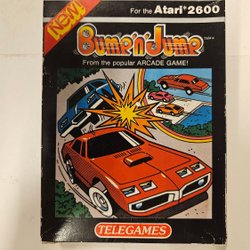 New!
For the Atari® 2600
Bump'n'Jump
From the popular ARCADE GAME!
TELEGAMES